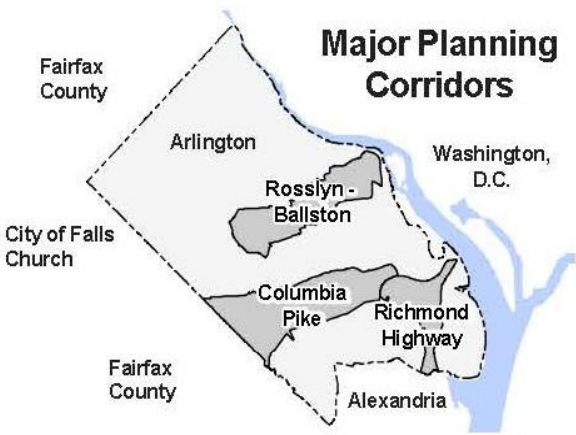 Major Planning
Corridors
Fairfax
County
Arlington
Washington,
D.C.
Rosslyn -
Ballston
City of Falls
Church
Columbia
Pike
Richmond
Highway
Fairfax
County
Alexandria